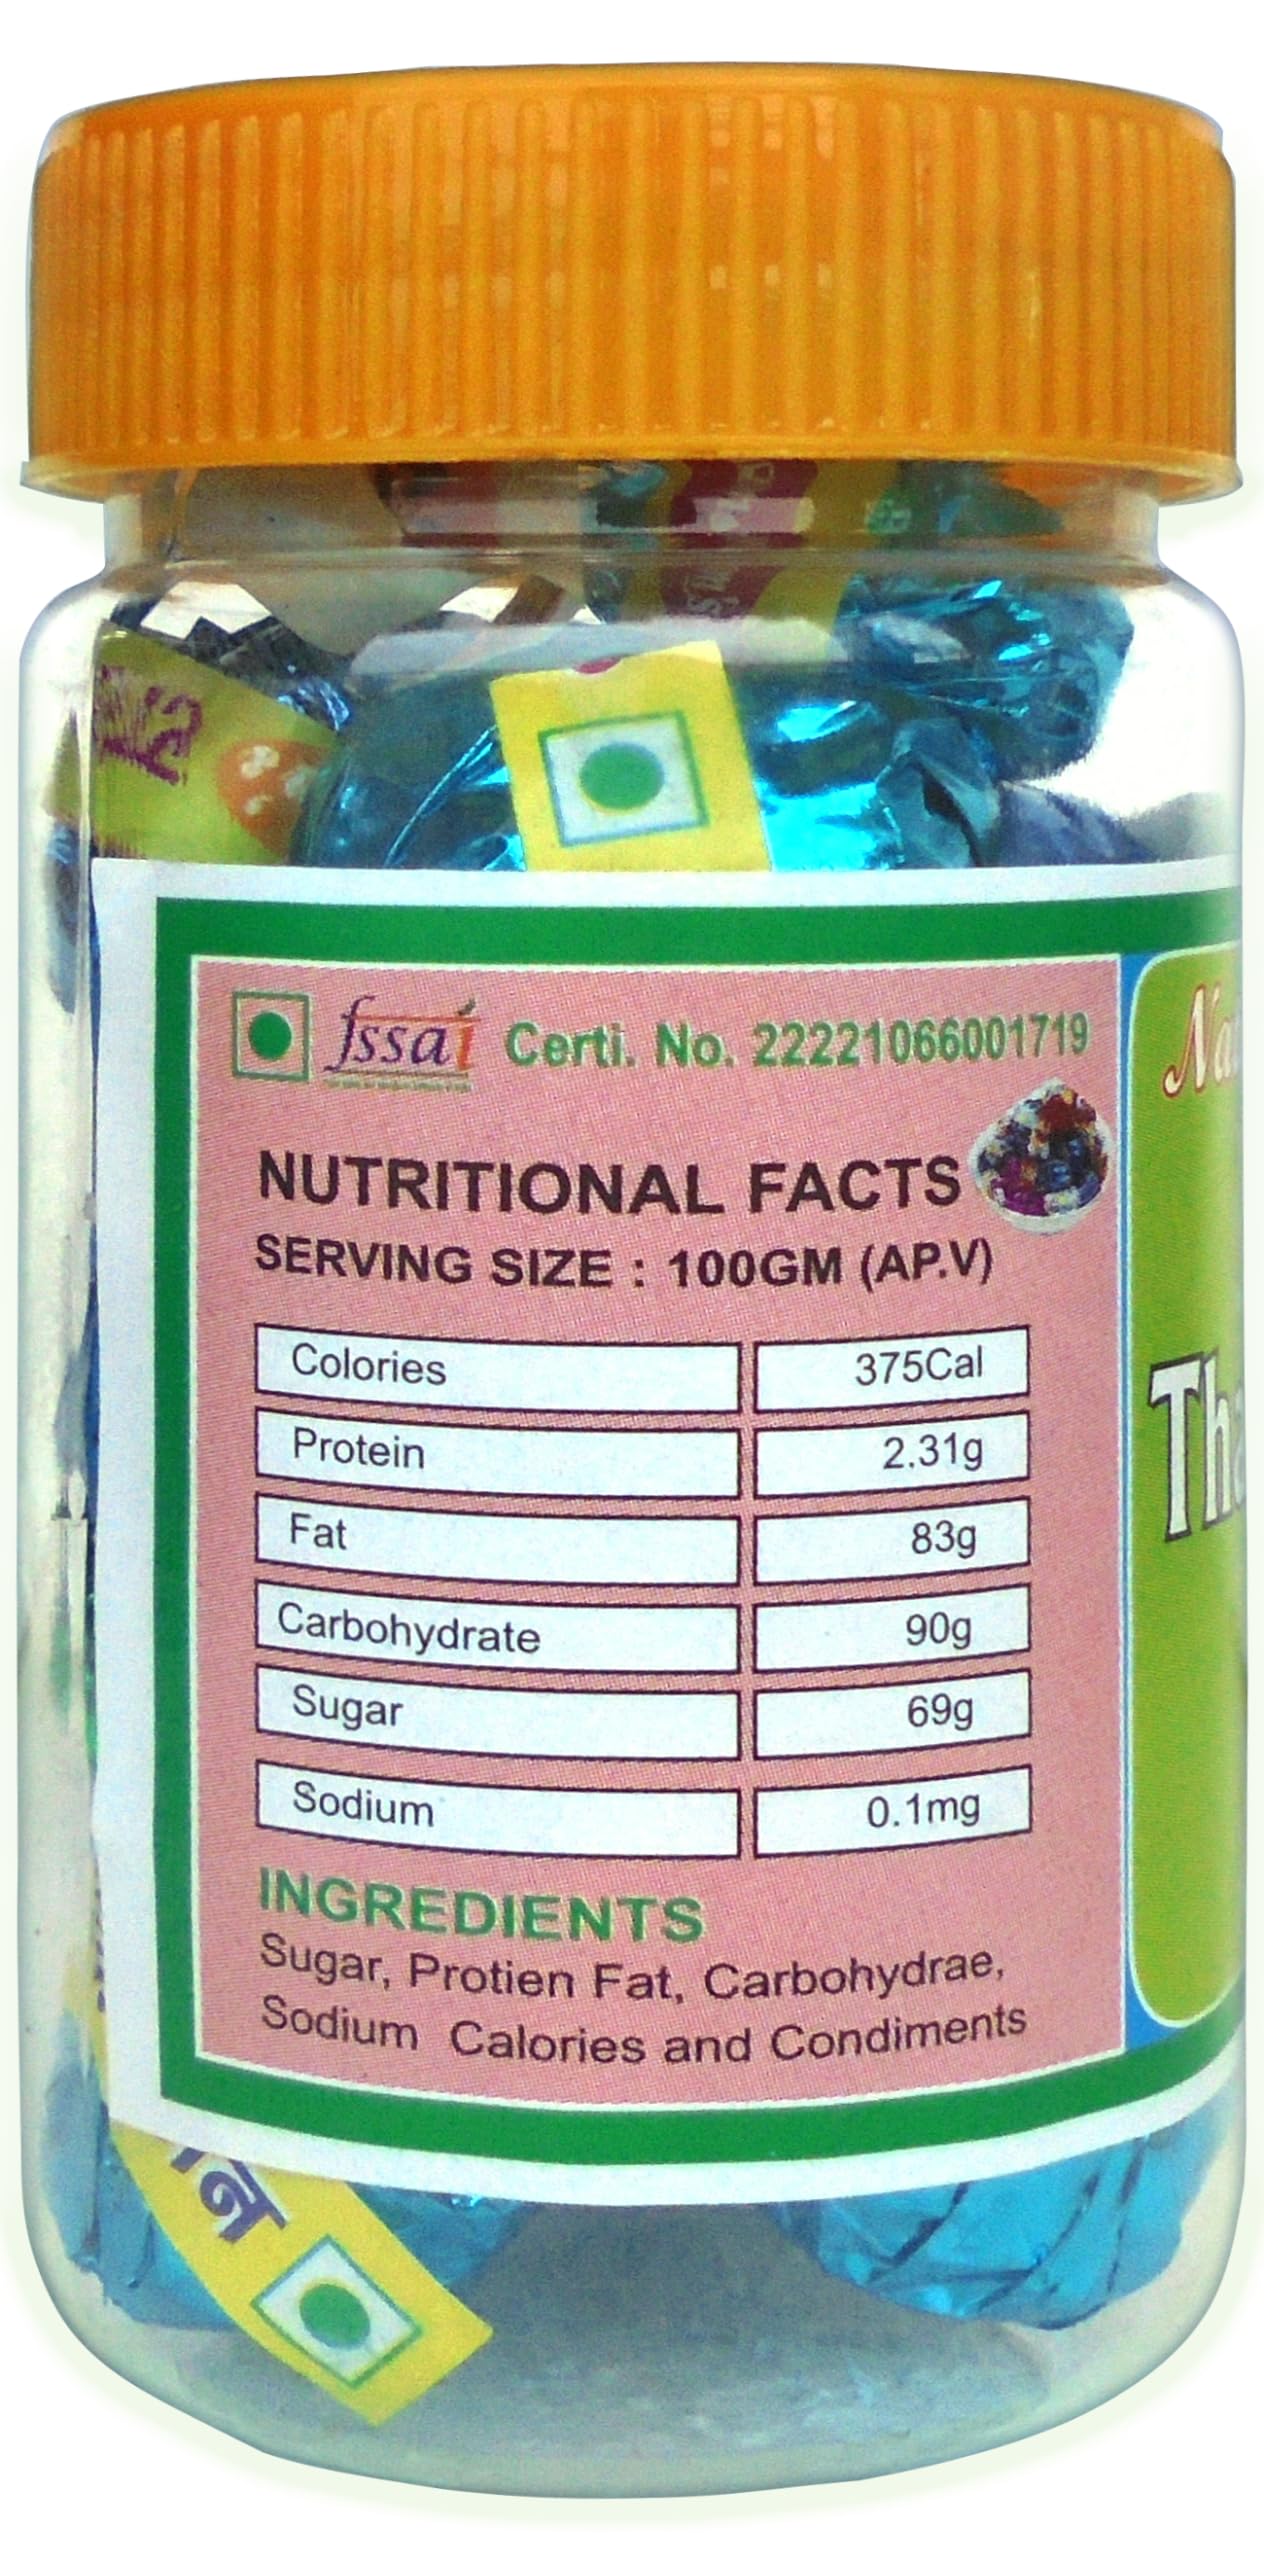 fssai Certi. No. 22221066001719
NUTRITIONAL FACTS
SERVING SIZE : 100GM (AP.V)
Colories 375Cal
Protein 2.31g
Fat 83g
Carbohydrate 90g
Sugar 69g
Sodium 0.1mg
INGREDIENTS
Sugar, Protien Fat, Carbohydrae,
Sodium Calories and Condiments